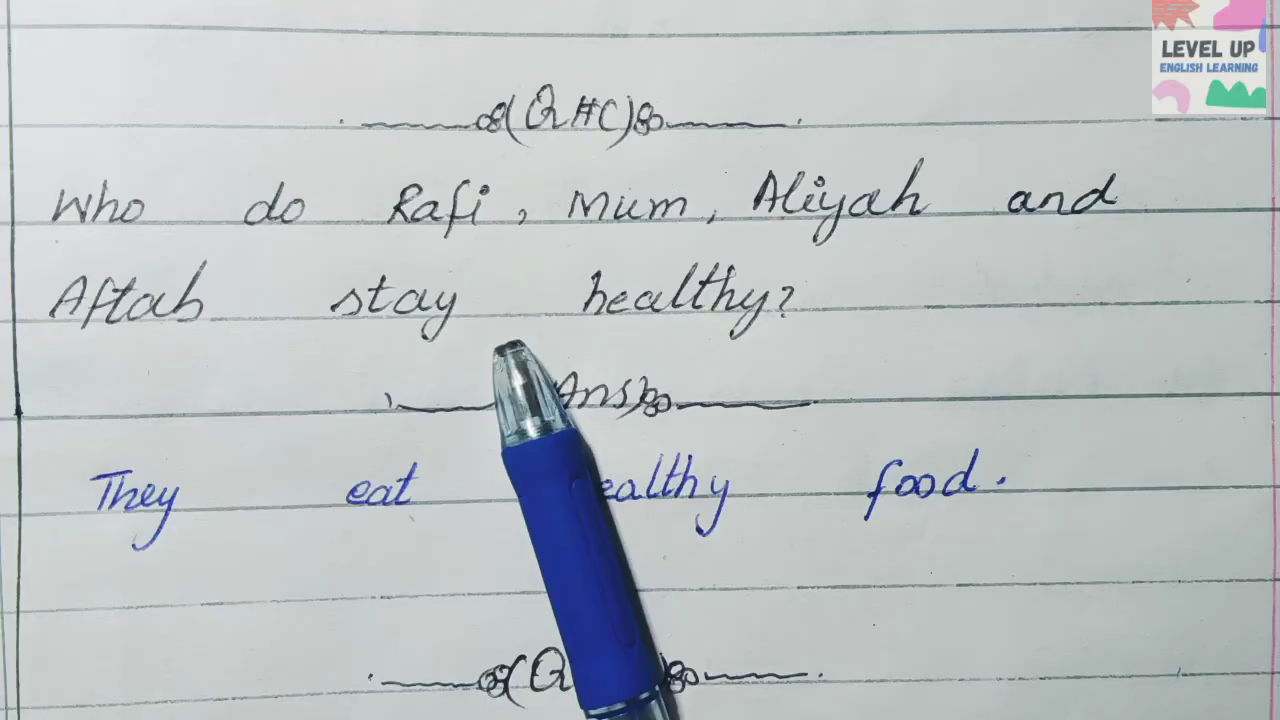 LEVEL UP
ENGLISH LEARNING
(Q#C)
Who do Rafi, Mum, Aliyah and
Aftab stay healthy?
Ans)
They eat ealthy food.
(Q )